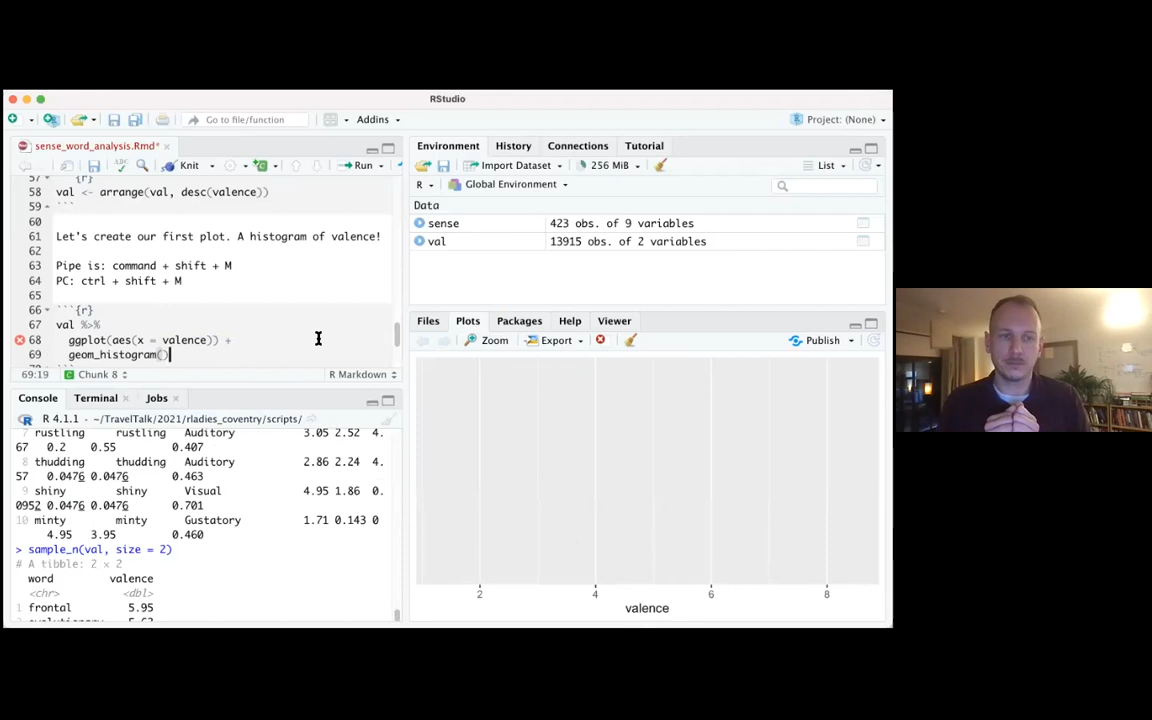 RStudio
Go to file/function
Addins
Project: (None)
sense_word_analysis.Rmd*
Knit
Run
57 {r}
58 val <- arrange(val, desc(valence))
59 ```
60
61 Let's create our first plot. A histogram of valence!
62
63 Pipe is: command + shift + M
64 PC: ctrl + shift + M
65
66 ```{r}
67 val %>%
68 ggplot(aes(x = valence)) +
69 geom_histogram()
69:19 Chunk 8 R Markdown
Console Terminal Jobs
R 4.1.1 · ~/TravelTalk/2021/rladies_coventry/scripts/
7 rustling rustling Auditory 3.05 2.52 4.
67 0.2 0.55 0.407
8 thudding thudding Auditory 2.86 2.24 4.
57 0.0476 0.0476 0.463
9 shiny shiny Visual 4.95 1.86 0.
0952 0.0476 0.0476 0.701
10 minty minty Gustatory 1.71 0.143 0
4.95 3.95 0.460
> sample_n(val, size = 2)
# A tibble: 2 × 2
word valence
<chr> <dbl>
1 frontal 5.95
Environment History Connections Tutorial
Import Dataset 256 MiB List
R Global Environment
Data
sense 423 obs. of 9 variables
val 13915 obs. of 2 variables
Files Plots Packages Help Viewer
Zoom Export Publish
2 4 6 8
valence